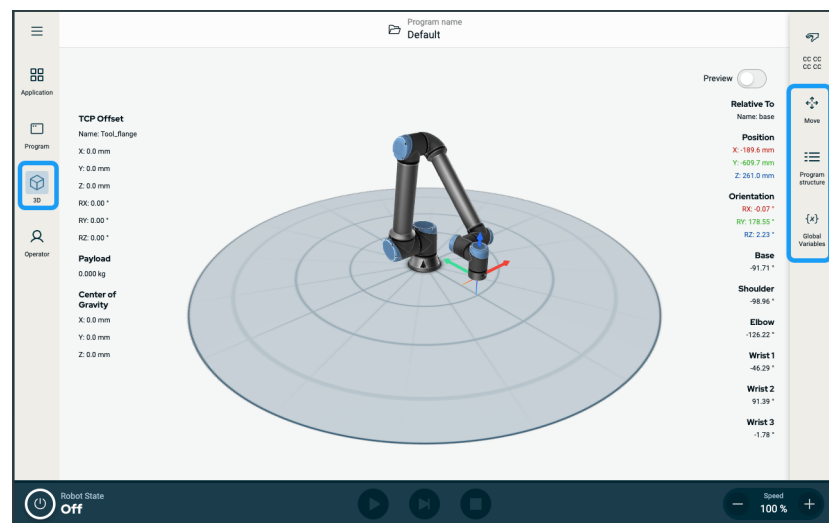 Program name
Default
Application
Program
3D
Operator
TCP Offset
Name: Tool_flange
X: 0.0 mm
Y: 0.0 mm
Z: 0.0 mm
RX: 0.00 °
RY: 0.00 °
RZ: 0.00 °
Payload
0.000 kg
Center of
Gravity
X: 0.0 mm
Y: 0.0 mm
Z: 0.0 mm
Preview
Relative To
Name: base
Position
X: -189.6 mm
Y: -609.7 mm
Z: 261.0 mm
Orientation
RX: -0.07 °
RY: 178.55 °
RZ: 2.23 °
Base
-91.71 °
Shoulder
-98.96 °
Elbow
-126.22 °
Wrist 1
-46.29 °
Wrist 2
91.39 °
Wrist 3
-1.78 °
CC CC
CC CC
Move
Program
structure
{x}
Global
Variables
Robot State
Off
Speed
100 %